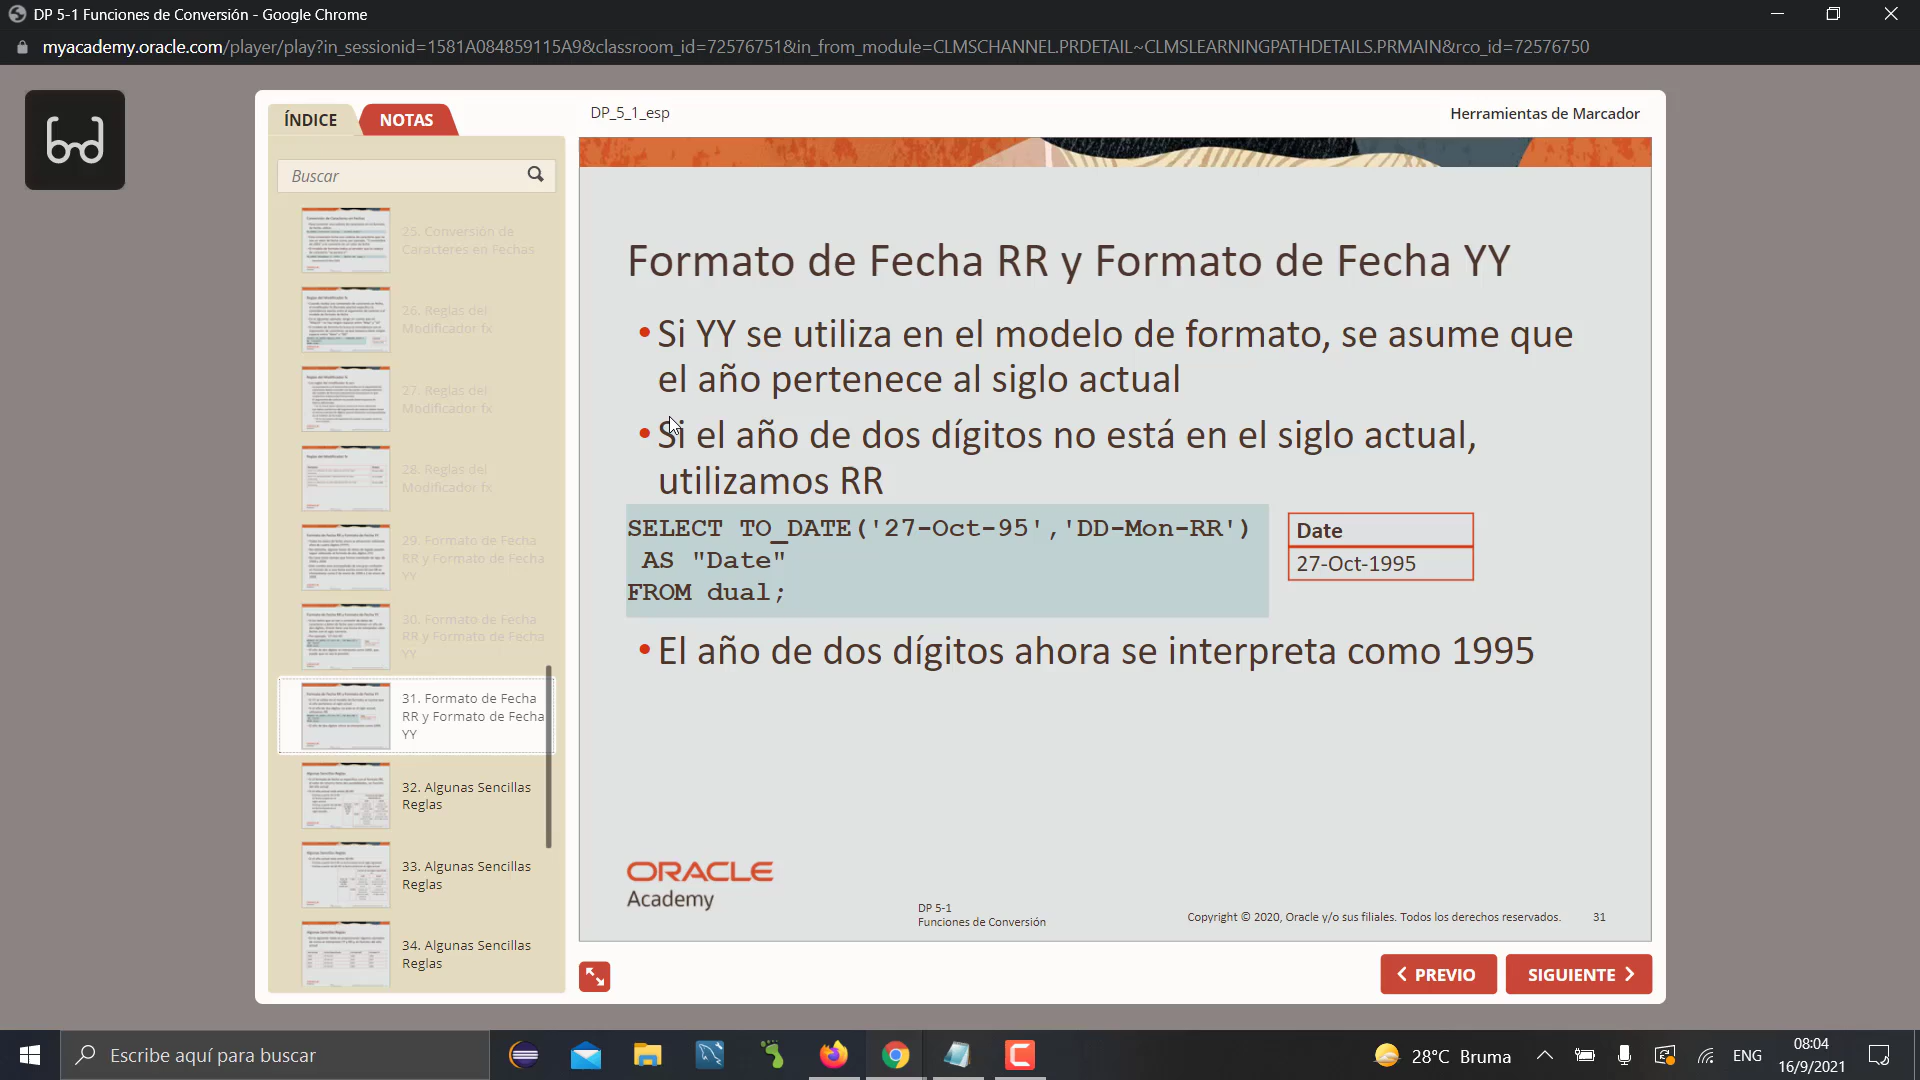 DP 5-1 Funciones de Conversión - Google Chrome
myacademy.oracle.com/player/play?in_sessionid=1581A084859115A9&classroom_id=72576751&in_from_module=CLMSCHANNEL.PRDETAIL~CLMSLEARNINGPATHDETAILS.PRMAIN&rco_id=72576750
ÍNDICE
NOTAS
DP_5_1_esp
Herramientas de Marcador
Buscar
25. Conversión de
Caracteres en Fechas
26. Reglas del
Modificador fx
27. Reglas del
Modificador fx
28. Reglas del
Modificador fx
29. Formato de Fecha
RR y Formato de Fecha
YY
30. Formato de Fecha
RR y Formato de Fecha
YY
31. Formato de Fecha
RR y Formato de Fecha
YY
32. Algunas Sencillas
Reglas
33. Algunas Sencillas
Reglas
34. Algunas Sencillas
Reglas
Formato de Fecha RR y Formato de Fecha YY
•Si YY se utiliza en el modelo de formato, se asume que
el año pertenece al siglo actual
•Si el año de dos dígitos no está en el siglo actual,
utilizamos RR
SELECT TO_DATE('27-Oct-95','DD-Mon-RR')
AS "Date"
FROM dual;
Date
27-Oct-1995
•El año de dos dígitos ahora se interpreta como 1995
ORACLE
Academy
DP 5-1
Funciones de Conversión
Copyright © 2020, Oracle y/o sus filiales. Todos los derechos reservados.
31
PREVIO
SIGUIENTE
Escribe aquí para buscar
28°C Bruma
ENG
08:04
16/9/2021